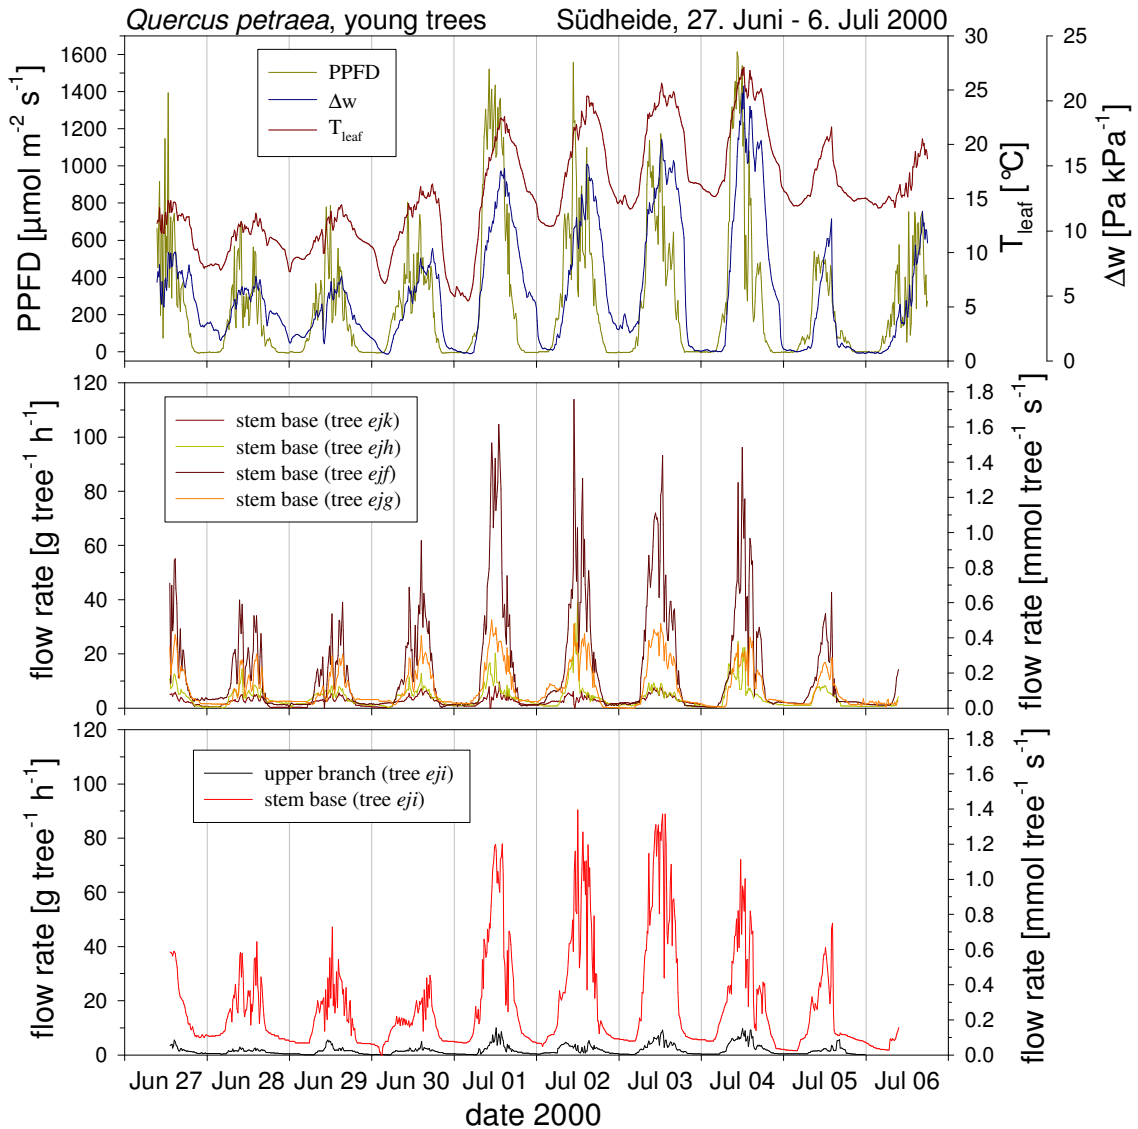 Quercus petraea, young trees Südheide, 27. Juni - 6. Juli 2000
PPFD [µmol m⁻² s⁻¹]
1600
1400
1200
1000
800
600
400
200
0
PPFD
Δw
T_leaf
30
25
20
15
10
5
0
T_leaf [°C]
25
20
15
10
5
0
Δw [Pa kPa⁻¹]
flow rate [g tree⁻¹ h⁻¹]
120
100
80
60
40
20
0
stem base (tree ejk)
stem base (tree ejh)
stem base (tree ejf)
stem base (tree ejg)
1.8
1.6
1.4
1.2
1.0
0.8
0.6
0.4
0.2
0.0
flow rate [mmol tree⁻¹ s⁻¹]
flow rate [g tree⁻¹ h⁻¹]
120
100
80
60
40
20
0
upper branch (tree eji)
stem base (tree eji)
1.8
1.6
1.4
1.2
1.0
0.8
0.6
0.4
0.2
0.0
flow rate [mmol tree⁻¹ s⁻¹]
Jun 27 Jun 28 Jun 29 Jun 30 Jul 01 Jul 02 Jul 03 Jul 04 Jul 05 Jul 06
date 2000